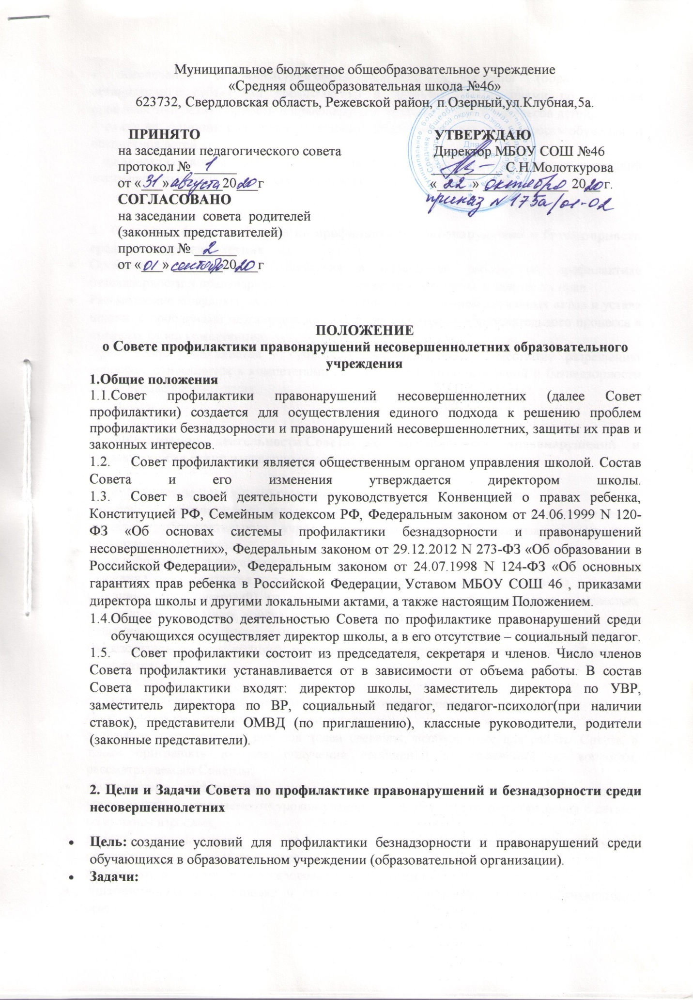 Муниципальное бюджетное общеобразовательное учреждение
«Средняя общеобразовательная школа №46»
623732, Свердловская область, Режевской район, п.Озерный,ул.Клубная,5а.
ПРИНЯТО
на заседании педагогического совета
протокол № 1
от «31» августа 2020 г
СОГЛАСОВАНО
на заседании совета родителей
(законных представителей)
протокол № 2
от «01» сентября 2020 г
УТВЕРЖДАЮ
Директор МБОУ СОШ №46
С.Н.Молоткурова
« 22 » октября 2020 г.
приказ № 175а/01-02
Для
ПОЛОЖЕНИЕ
о Совете профилактики правонарушений несовершеннолетних образовательного
учреждения
1.Общие положения
1.1.Совет профилактики правонарушений несовершеннолетних (далее Совет
профилактики) создается для осуществления единого подхода к решению проблем
профилактики безнадзорности и правонарушений несовершеннолетних, защиты их прав и
законных интересов.
1.2. Совет профилактики является общественным органом управления школой. Состав
Совета и его изменения утверждается директором школы.
1.3. Совет в своей деятельности руководствуется Конвенцией о правах ребенка,
Конституцией РФ, Семейным кодексом РФ, Федеральным законом от 24.06.1999 N 120-
ФЗ «Об основах системы профилактики безнадзорности и правонарушений
несовершеннолетних», Федеральным законом от 29.12.2012 N 273-ФЗ «Об образовании в
Российской Федерации», Федеральным законом от 24.07.1998 N 124-ФЗ «Об основных
гарантиях прав ребенка в Российской Федерации, Уставом МБОУ СОШ 46 , приказами
директора школы и другими локальными актами, а также настоящим Положением.
1.4.Общее руководство деятельностью Совета по профилактике правонарушений среди
обучающихся осуществляет директор школы, а в его отсутствие – социальный педагог.
1.5. Совет профилактики состоит из председателя, секретаря и членов. Число членов
Совета профилактики устанавливается от в зависимости от объема работы. В состав
Совета профилактики входят: директор школы, заместитель директора по УВР,
заместитель директора по ВР, социальный педагог, педагог-психолог(при наличии
ставок), представители ОМВД (по приглашению), классные руководители, родители
(законные представители).
2. Цели и Задачи Совета по профилактике правонарушений и безнадзорности среди
несовершеннолетних
• Цель: создание условий для профилактики безнадзорности и правонарушений среди
обучающихся в образовательном учреждении (образовательной организации).
• Задачи: